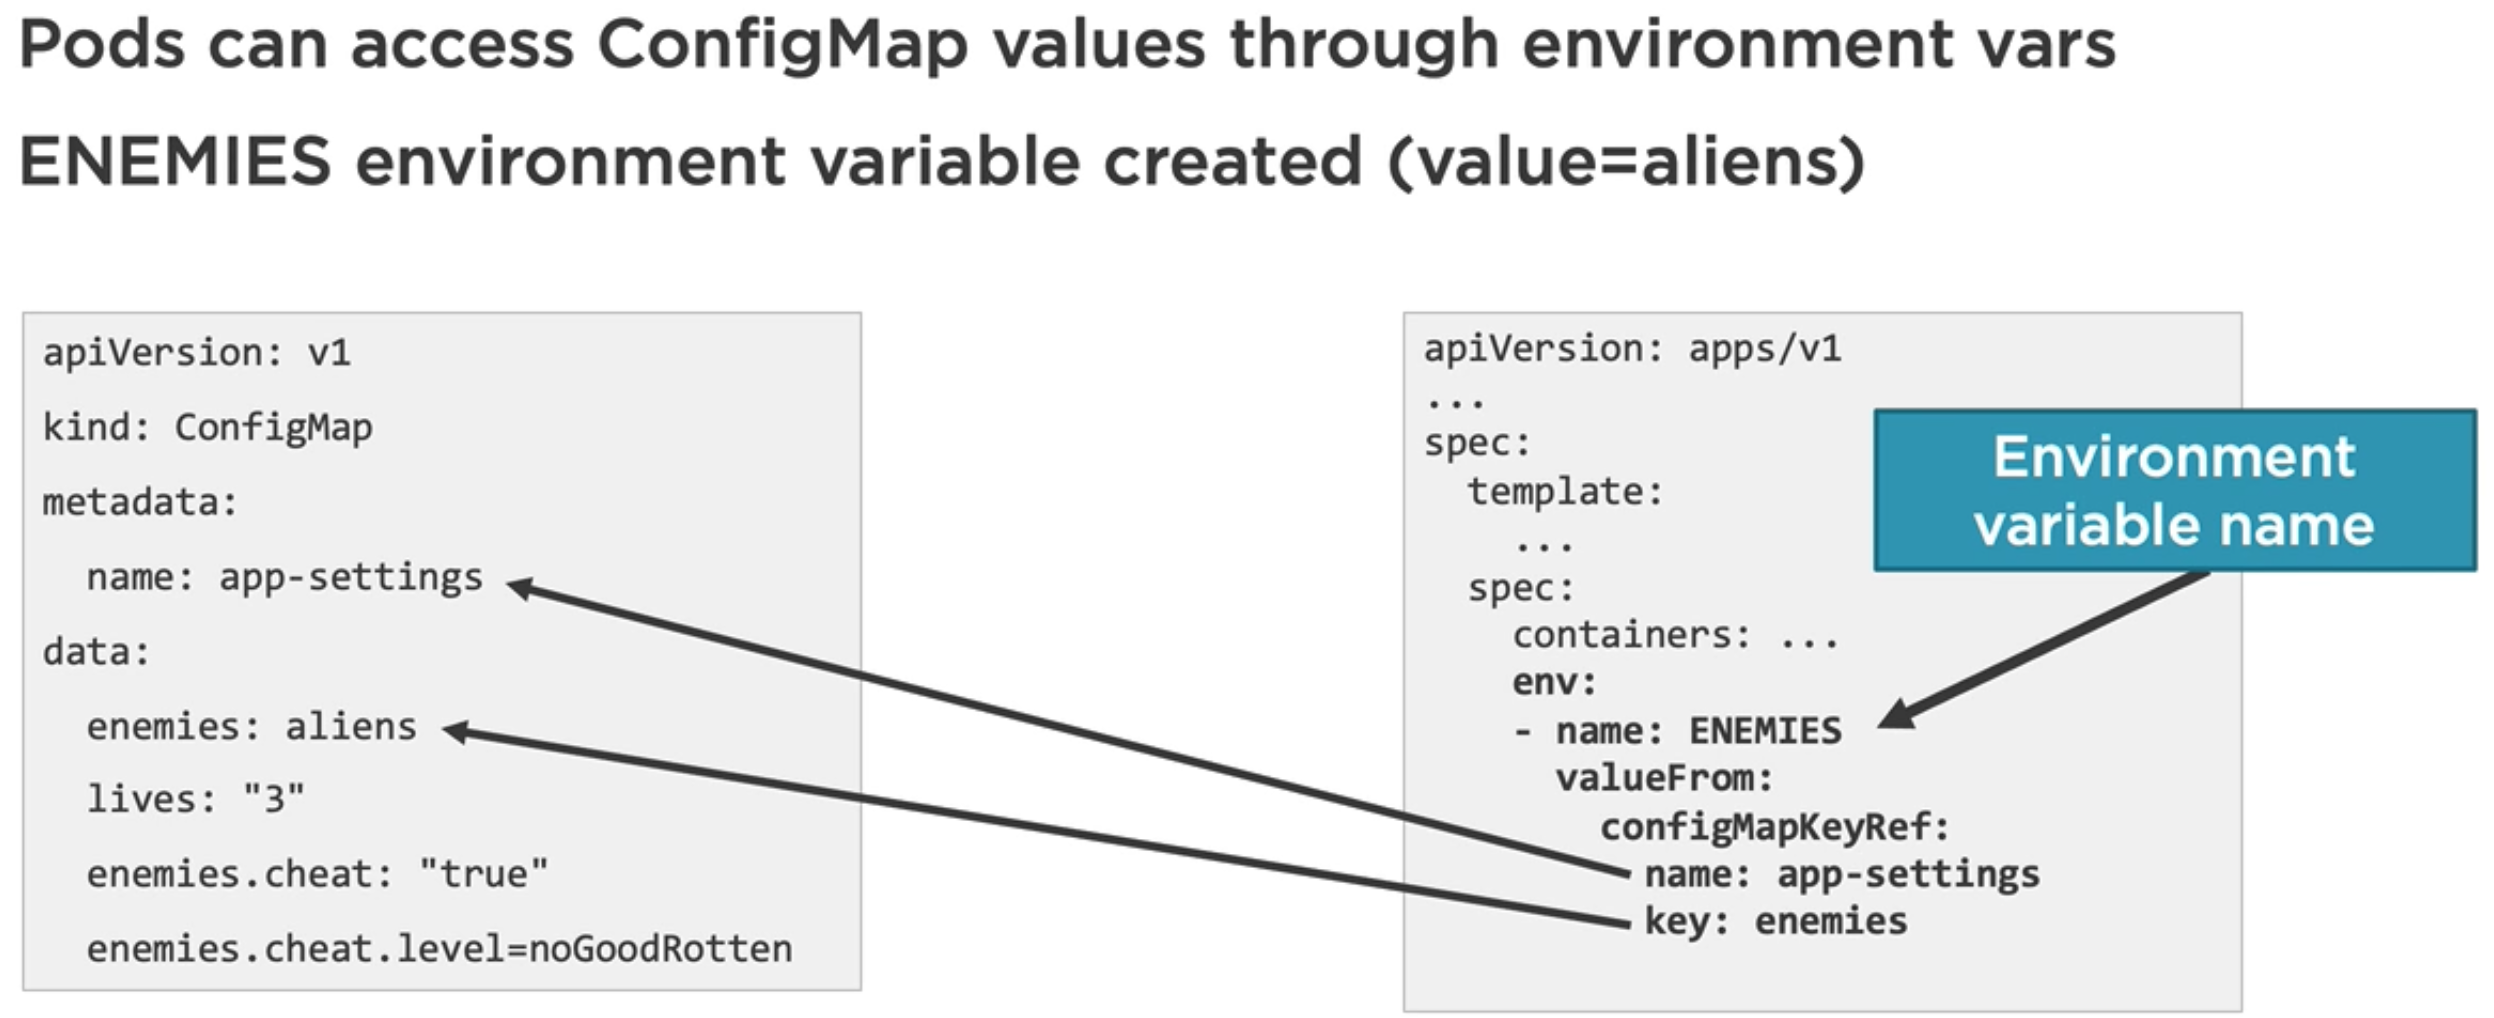 Pods can access ConfigMap values through environment vars
ENEMIES environment variable created (value=aliens)
apiVersion: v1
kind: ConfigMap
metadata:
  name: app-settings
data:
  enemies: aliens
  lives: "3"
  enemies.cheat: "true"
  enemies.cheat.level=noGoodRotten
apiVersion: apps/v1
...
spec:
  template:
    ...
  spec:
    containers: ...
    env:
    - name: ENEMIES
      valueFrom:
        configMapKeyRef:
          name: app-settings
          key: enemies
Environment
variable name